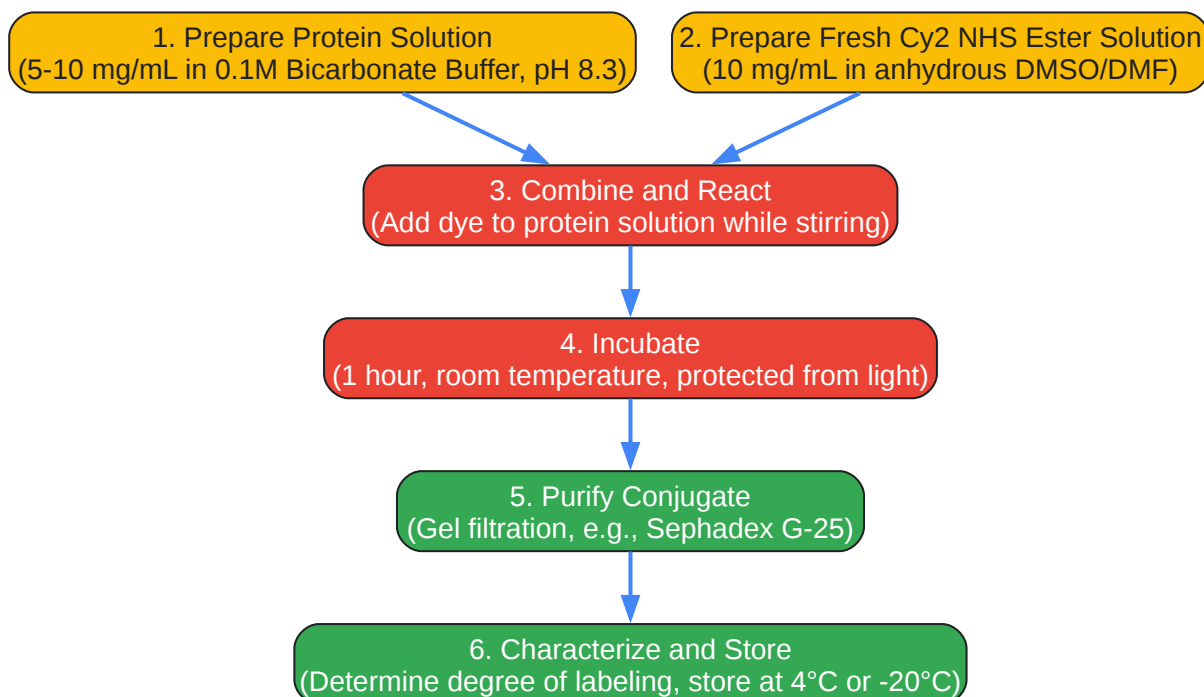 1. Prepare Protein Solution
(5-10 mg/mL in 0.1M Bicarbonate Buffer, pH 8.3)
2. Prepare Fresh Cy2 NHS Ester Solution
(10 mg/mL in anhydrous DMSO/DMF)
3. Combine and React
(Add dye to protein solution while stirring)
4. Incubate
(1 hour, room temperature, protected from light)
5. Purify Conjugate
(Gel filtration, e.g., Sephadex G-25)
6. Characterize and Store
(Determine degree of labeling, store at 4°C or -20°C)